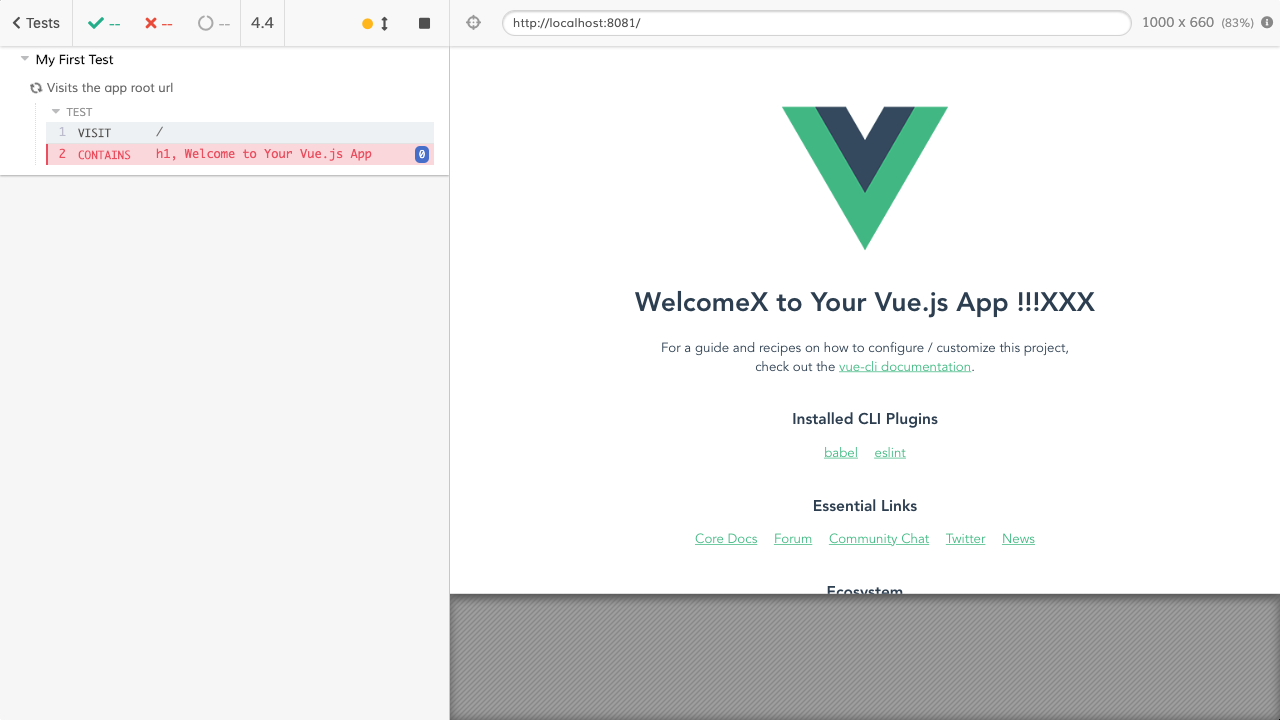 Tests -- -- -- 4.4
http://localhost:8081/ 1000 x 660 (83%)
My First Test
Visits the app root url
TEST
1 VISIT /
2 CONTAINS h1, Welcome to Your Vue.js App 0
WelcomeX to Your Vue.js App !!!XXX
For a guide and recipes on how to configure / customize this project,
check out the vue-cli documentation.
Installed CLI Plugins
babel eslint
Essential Links
Core Docs Forum Community Chat Twitter News
Ecosystem